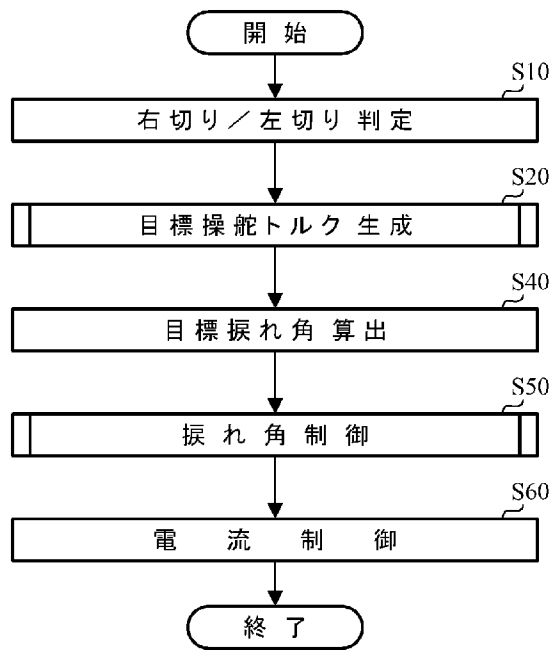 開始
S10
右切り／左切り 判定
S20
目標操舵トルク 生成
S40
目標捩れ角 算出
S50
捩れ角制御
S60
電流制御
終了